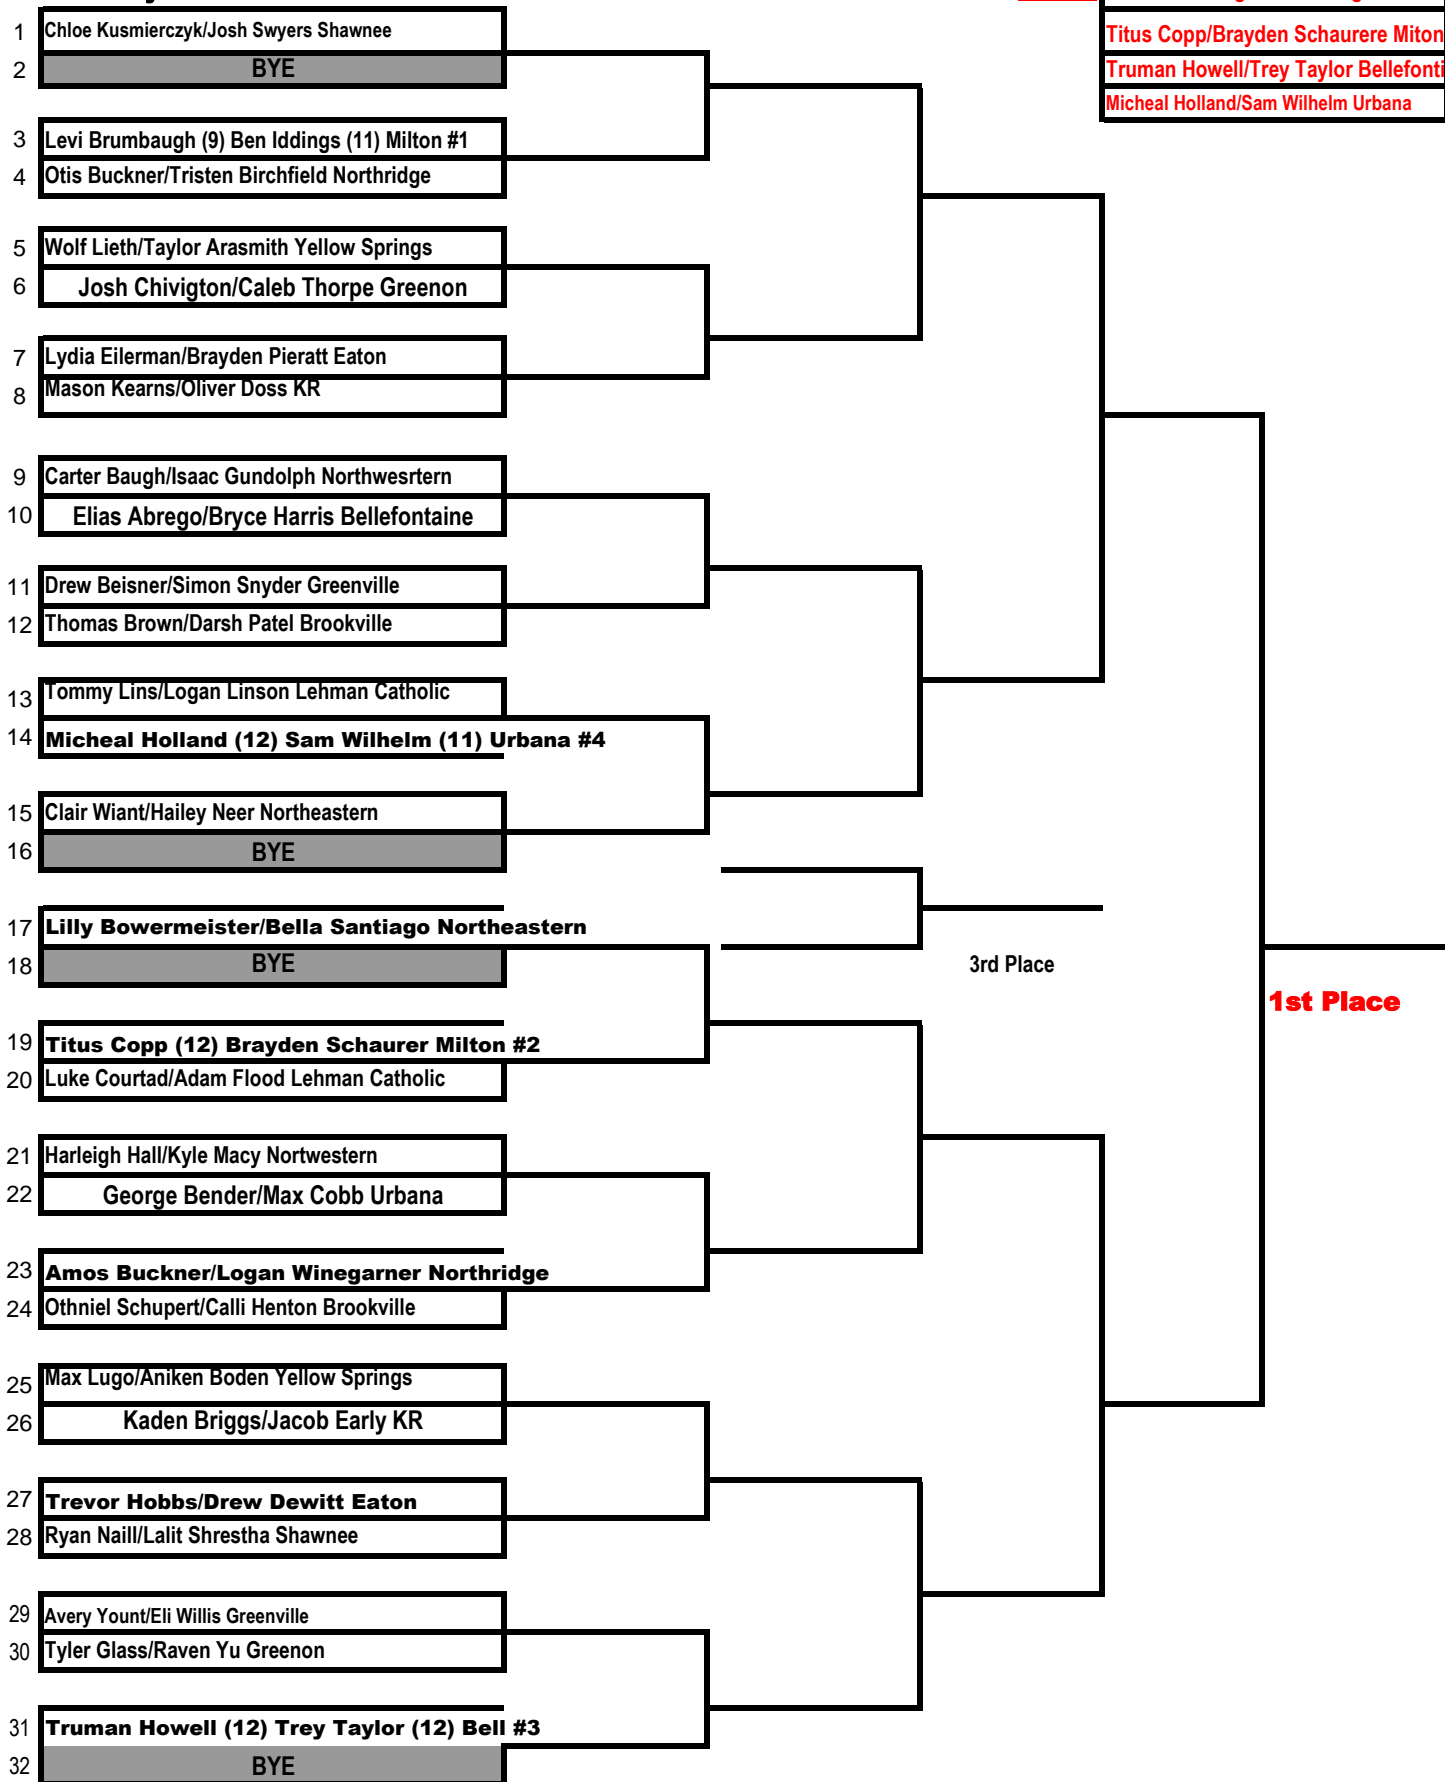 Titus Copp/Brayden Schaurere Miton
Truman Howell/Trey Taylor Bellefonti
Micheal Holland/Sam Wilhelm Urbana
1 Chloe Kusmierczyk/Josh Swyers Shawnee
2 BYE
3 Levi Brumbaugh (9) Ben Iddings (11) Milton #1
4 Otis Buckner/Tristen Birchfield Northridge
5 Wolf Lieth/Taylor Arasmith Yellow Springs
6 Josh Chivigton/Caleb Thorpe Greenon
7 Lydia Eilerman/Brayden Pieratt Eaton
8 Mason Kearns/Oliver Doss KR
9 Carter Baugh/Isaac Gundolph Northwesrtern
10 Elias Abrego/Bryce Harris Bellefontaine
11 Drew Beisner/Simon Snyder Greenville
12 Thomas Brown/Darsh Patel Brookville
13 Tommy Lins/Logan Linson Lehman Catholic
14 Micheal Holland (12) Sam Wilhelm (11) Urbana #4
15 Clair Wiant/Hailey Neer Northeastern
16 BYE
17 Lilly Bowermeister/Bella Santiago Northeastern
18 BYE
3rd Place
1st Place
19 Titus Copp (12) Brayden Schaurer Milton #2
20 Luke Courtad/Adam Flood Lehman Catholic
21 Harleigh Hall/Kyle Macy Nortwestern
22 George Bender/Max Cobb Urbana
23 Amos Buckner/Logan Winegarner Northridge
24 Othniel Schupert/Calli Henton Brookville
25 Max Lugo/Aniken Boden Yellow Springs
26 Kaden Briggs/Jacob Early KR
27 Trevor Hobbs/Drew Dewitt Eaton
28 Ryan Naill/Lalit Shrestha Shawnee
29 Avery Yount/Eli Willis Greenville
30 Tyler Glass/Raven Yu Greenon
31 Truman Howell (12) Trey Taylor (12) Bell #3
32 BYE